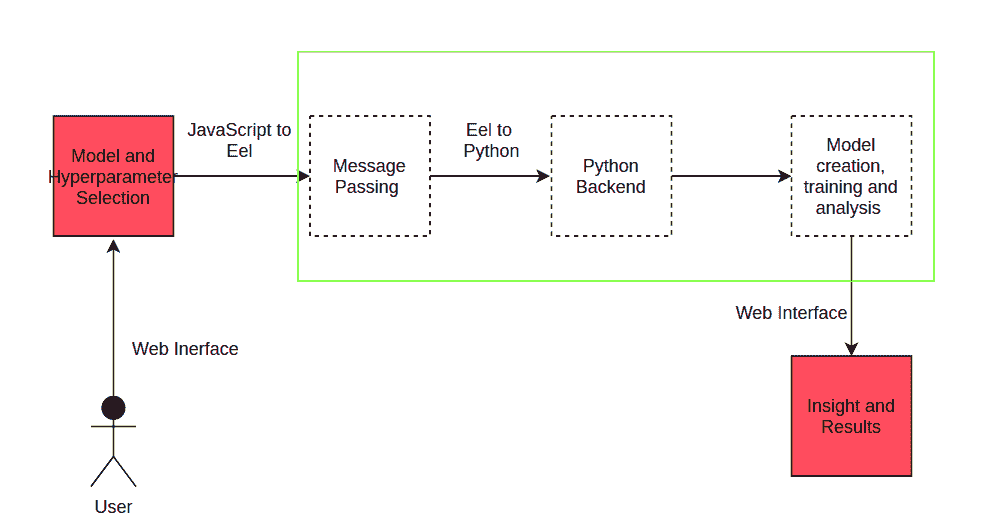 JavaScript to
Eel
Model and
Hyperparameter
Selection
Message
Passing
Eel to
Python
Python
Backend
Model
creation,
training and
analysis
Web Inerface
Web Interface
Insight and
Results
User